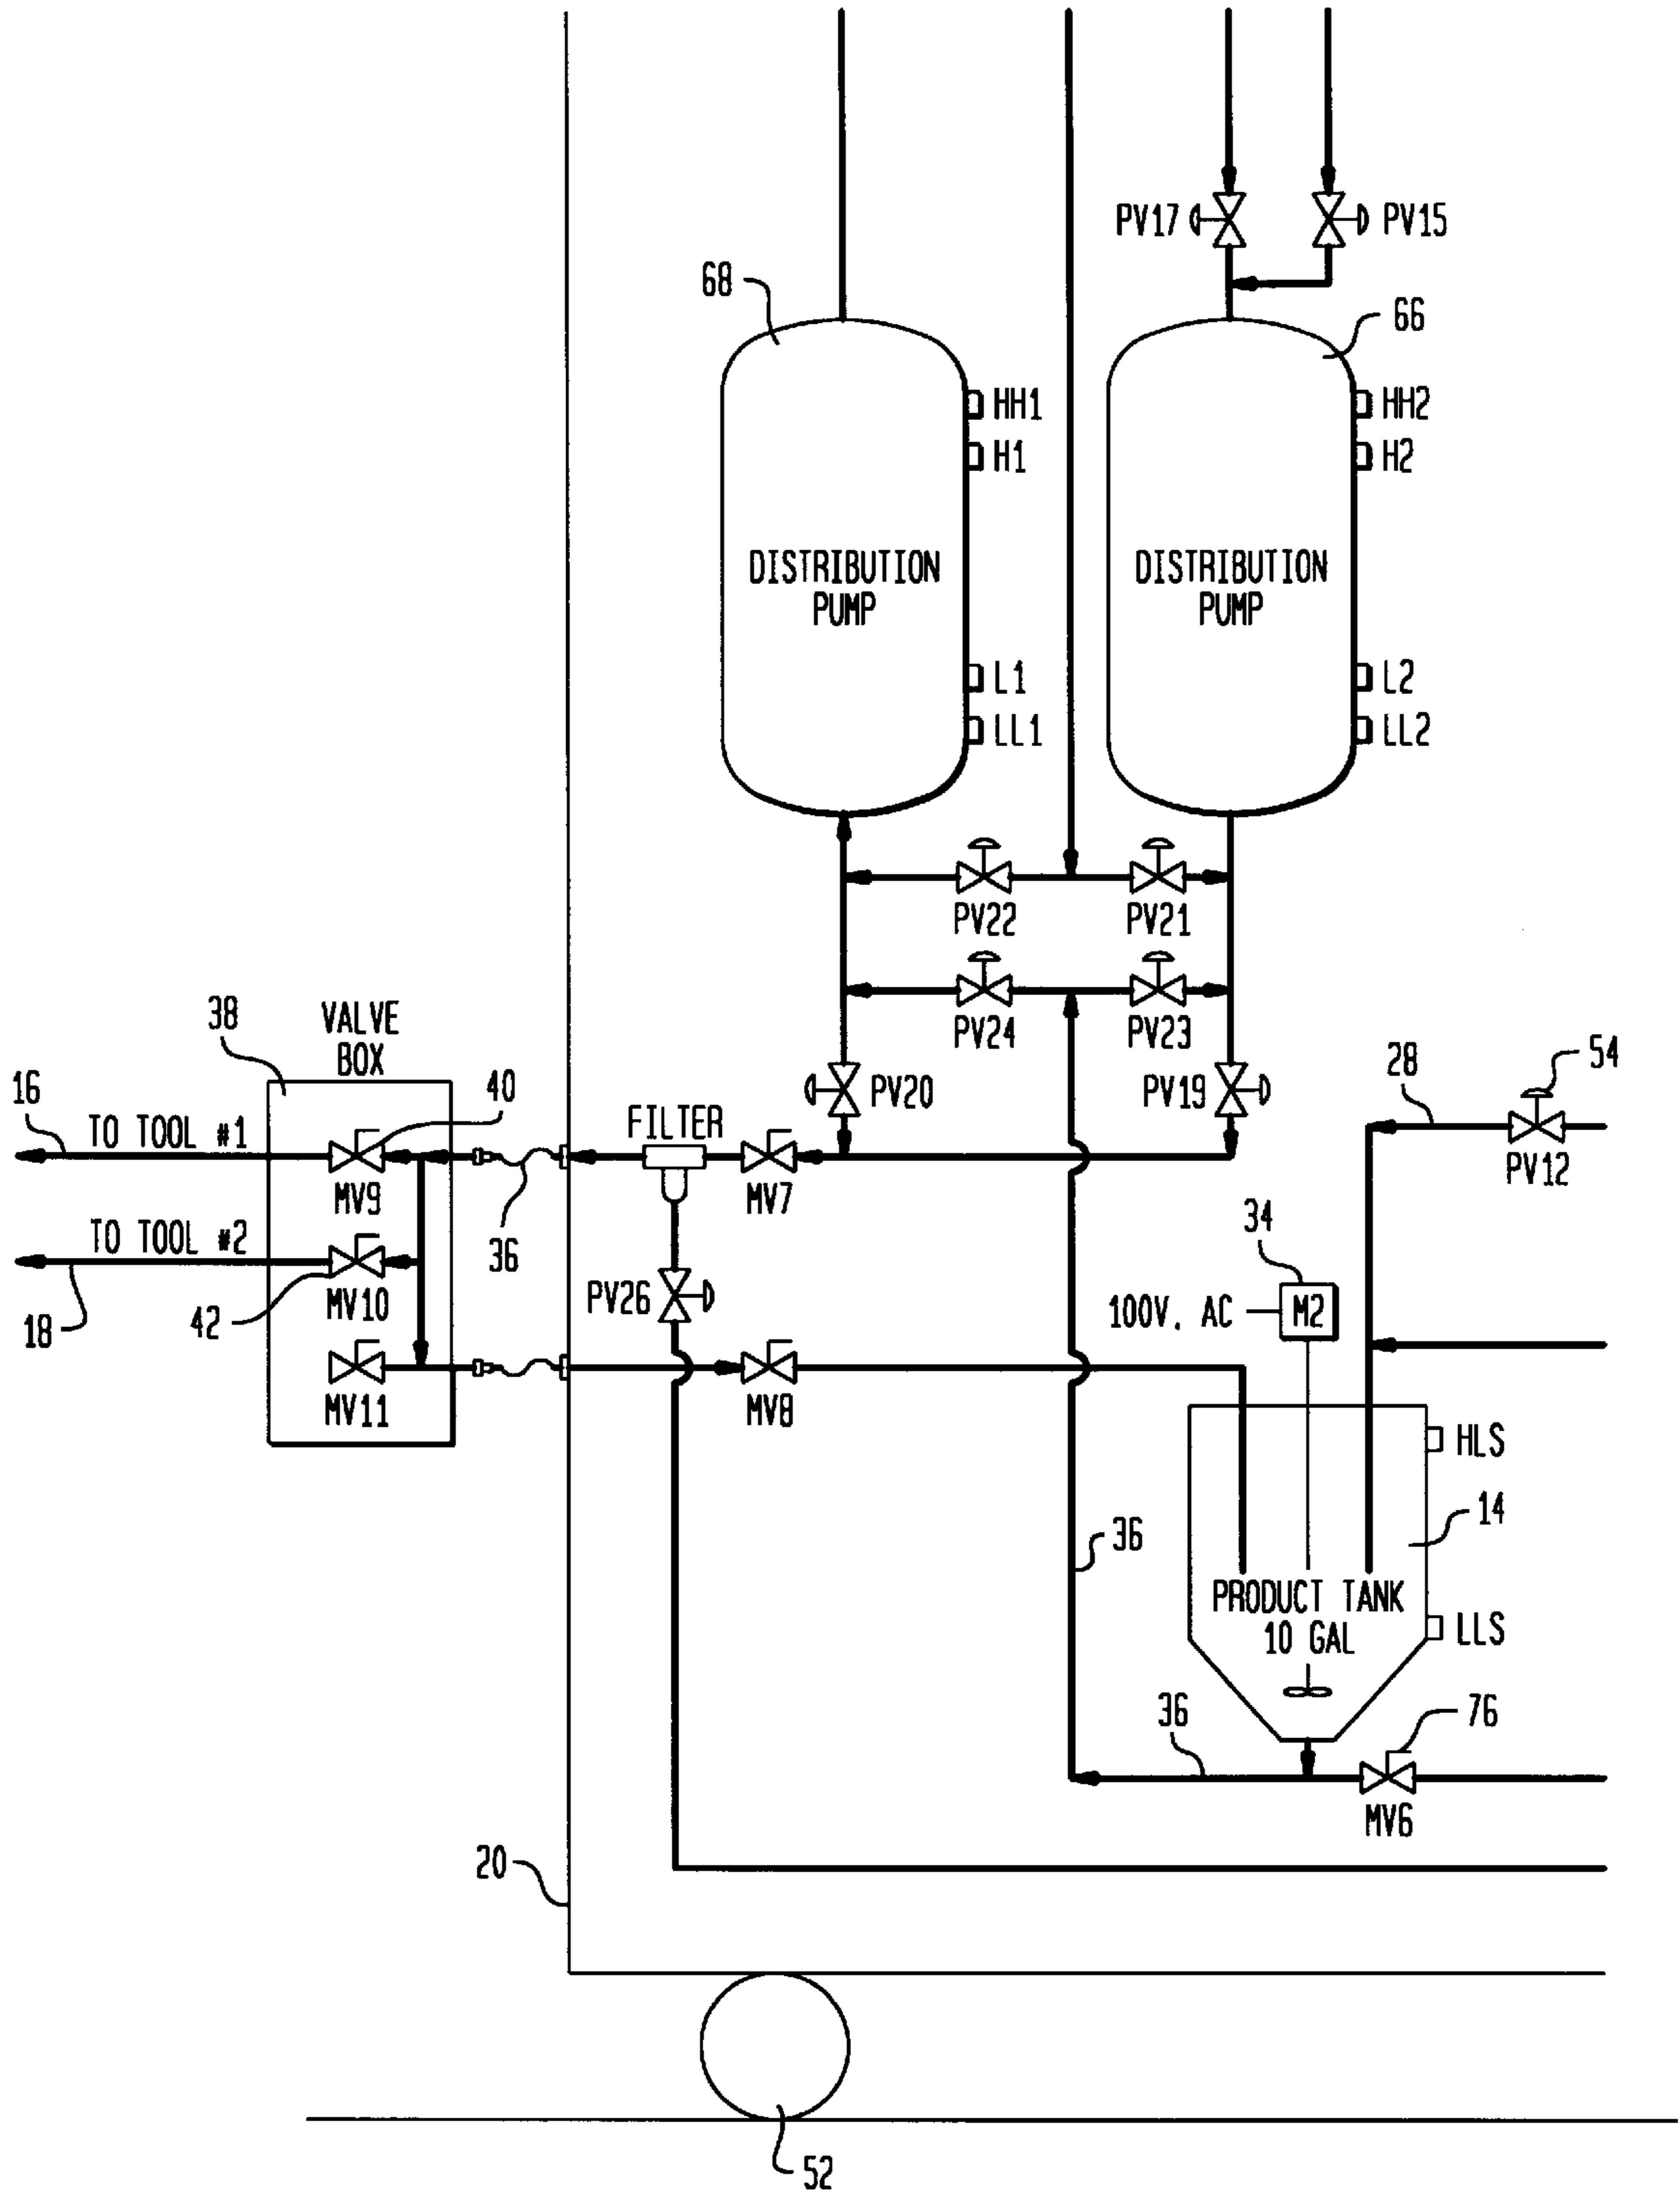 PV17
PV15
68
66
HH1
HH2
H1
H2
DISTRIBUTION
PUMP
DISTRIBUTION
PUMP
L1
L2
LL1
LL2
PV22
PV21
PV24
PV23
38
VALVE
BOX
16
40
TO TOOL #1
FILTER
PV20
PV19
28
54
MV9
36
MV7
PV12
TO TOOL #2
34
18
42
MV10
PV26
100V. AC
M2
MV11
MV8
HLS
14
36
PRODUCT TANK
10 GAL
LLS
36
76
MV6
20
52